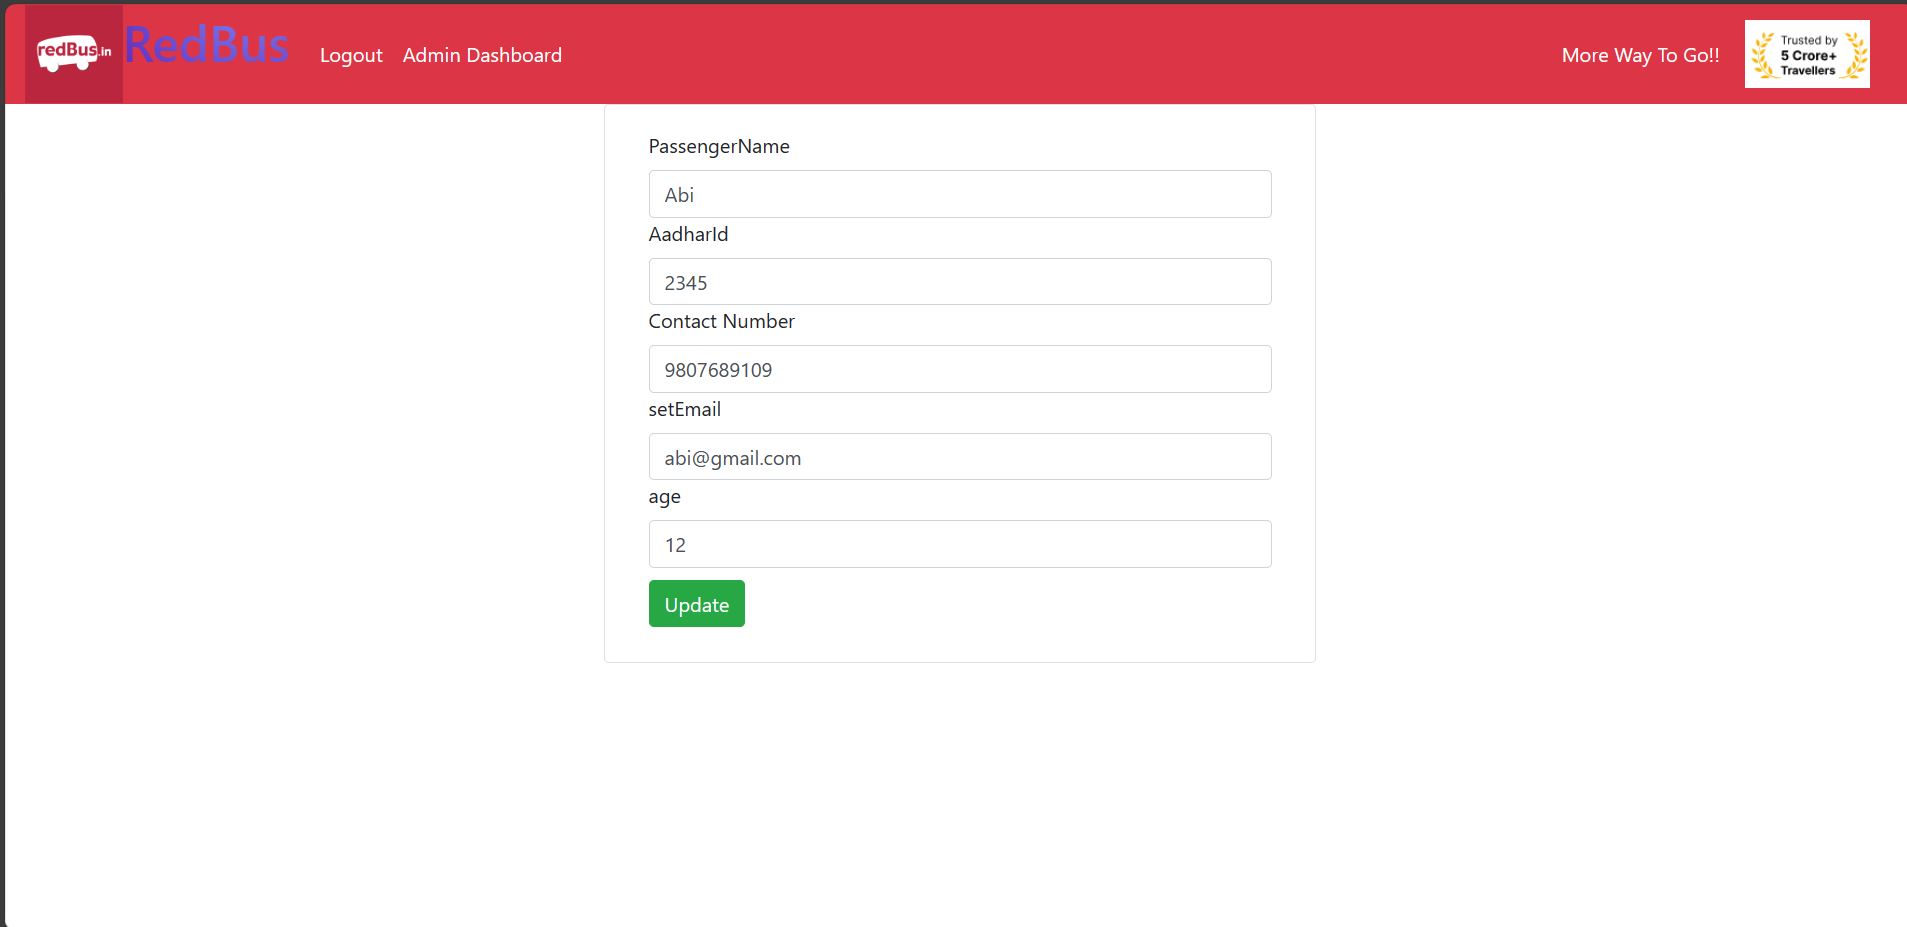 redBus.in RedBus Logout Admin Dashboard More Way To Go!! Trusted by
5 Crore+
Travellers
PassengerName
Abi
AadharId
2345
Contact Number
9807689109
setEmail
abi@gmail.com
age
12
Update